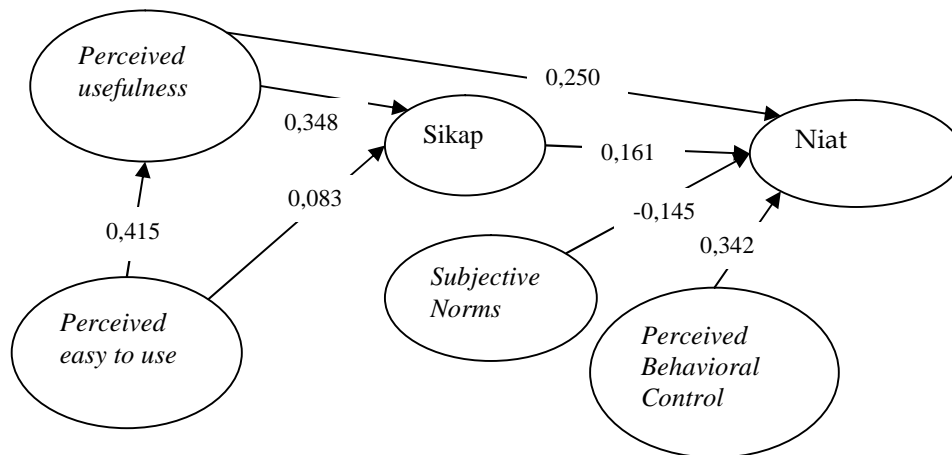 Perceived
usefulness
0,250
0,348
Sikap
0,161
Niat
0,083
0,415
-0,145
0,342
Subjective
Norms
Perceived
easy to use
Perceived
Behavioral
Control